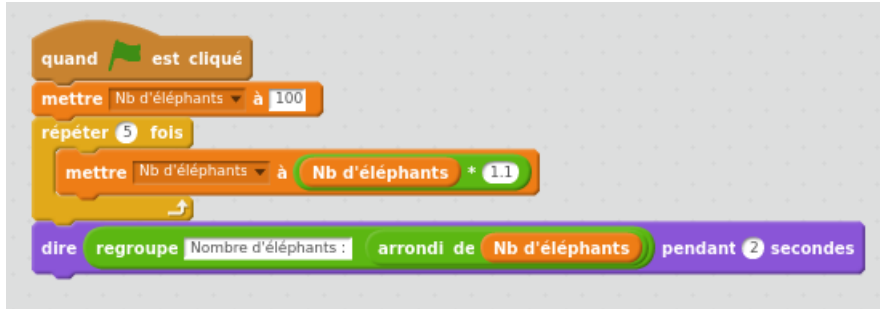 quand est cliqué
mettre Nb d'éléphants à 100
répéter 5 fois
mettre Nb d'éléphants à Nb d'éléphants * 1.1
dire regroupe Nombre d'éléphants : arrondi de Nb d'éléphants pendant 2 secondes